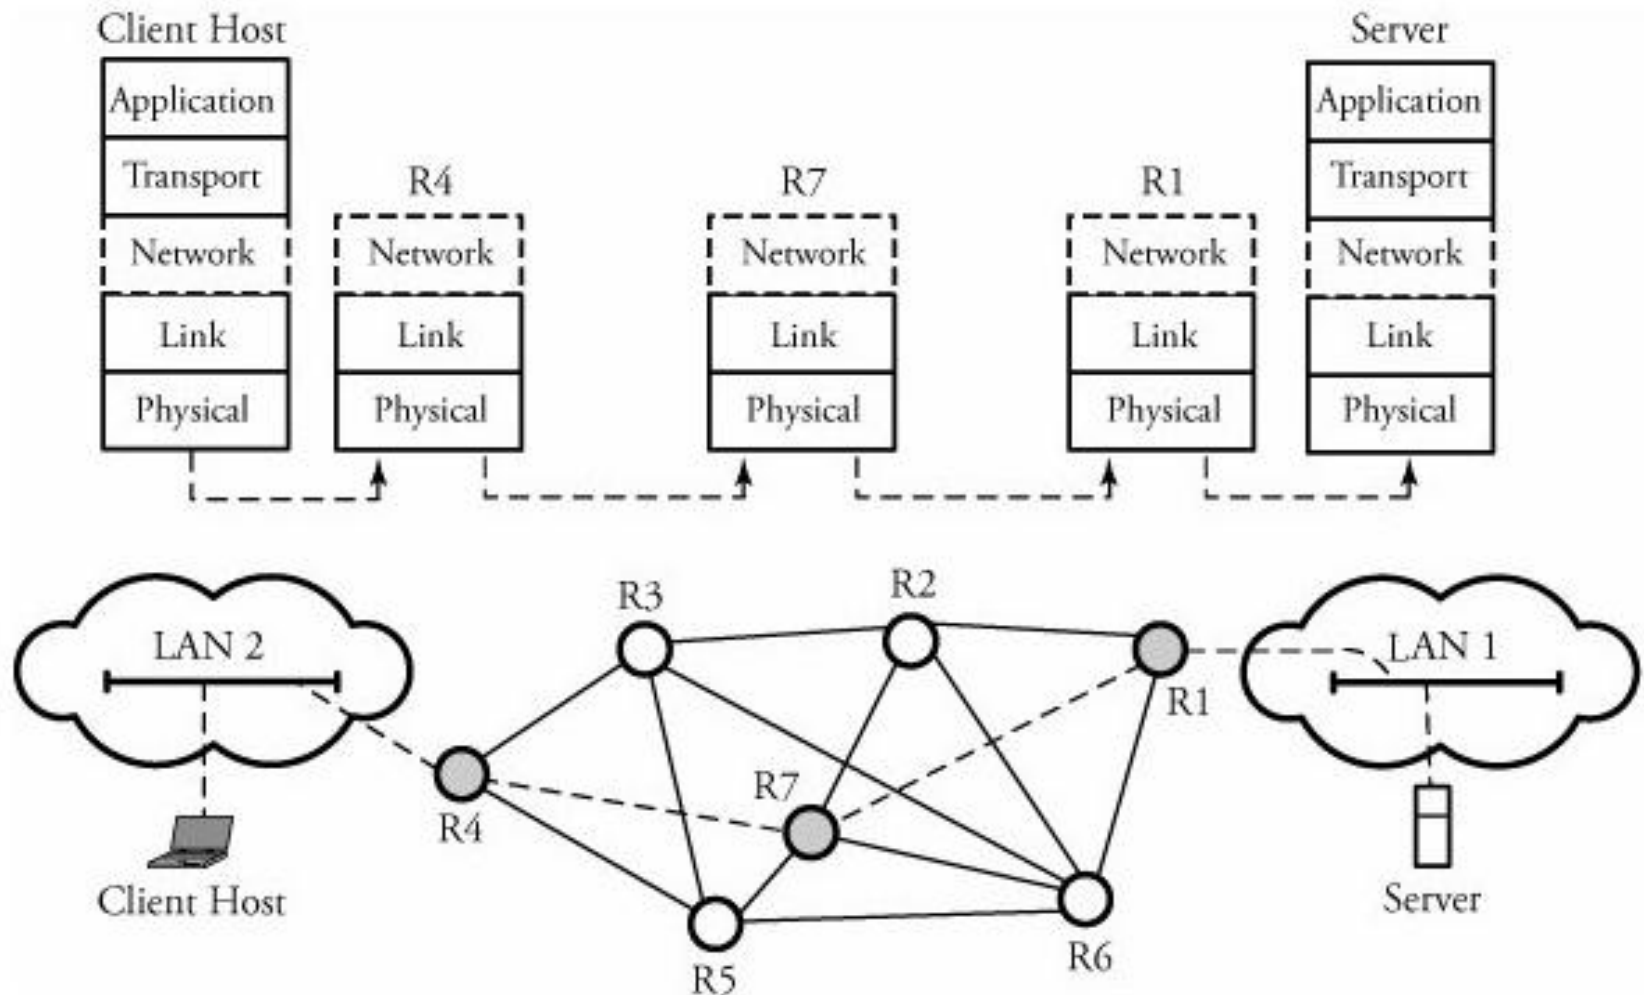 Client Host
Server
Application
Application
Transport
R4
R7
R1
Transport
Network
Network
Network
Network
Network
Link
Link
Link
Link
Link
Physical
Physical
Physical
Physical
Physical
R3
R2
LAN 2
LAN 1
R1
R7
R4
Client Host
Server
R5
R6